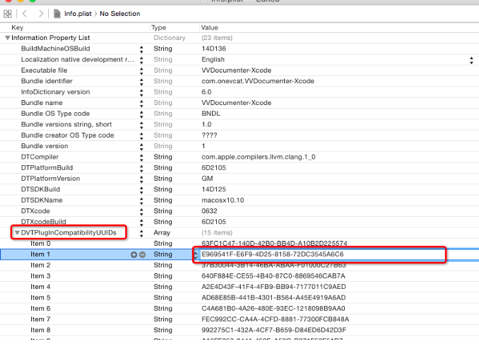 Info.plist
Info.plist › No Selection
Key Type Value
Information Property List Dictionary (23 items)
BuildMachineOSBuild String 14D136
Localization native development r... String English
Executable file String VVDocumenter-Xcode
Bundle identifier String com.onevcat.VVDocumenter-Xcode
InfoDictionary version String 6.0
Bundle name String VVDocumenter-Xcode
Bundle OS Type code String BNDL
Bundle versions string, short String 1.0
Bundle creator OS Type code String ????
Bundle version String 1
DTCompiler String com.apple.compilers.llvm.clang.1_0
DTPlatformBuild String 6D2105
DTPlatformVersion String GM
DTSDKBuild String 14D125
DTSDKName String macosx10.10
DTXcode String 0632
DTXcodeBuild String 6D2105
DVTPlugInCompatibilityUUIDs Array (15 items)
Item 0 String 63FC1C47-140D-42B0-BB4D-A10B2D225574
Item 1 String E969541F-E6F9-4D25-8158-72DC3545A6C6
Item 2 String 37B30044-3B14-46BA-ABAA-F01000C27B63
Item 3 String 640F884E-CE55-4B40-87C0-8869546CAB7A
Item 4 String A2E4D43F-41F4-4FB9-BB94-7177011C9AED
Item 5 String AD68E85B-441B-4301-B564-A45E4919A6AD
Item 6 String C4A681B0-4A26-480E-93EC-1218098B9AA0
Item 7 String FEC992CC-CA4A-4CFD-8881-77300FCB848A
Item 8 String 992275C1-432A-4CF7-B659-D84ED6D42D3F